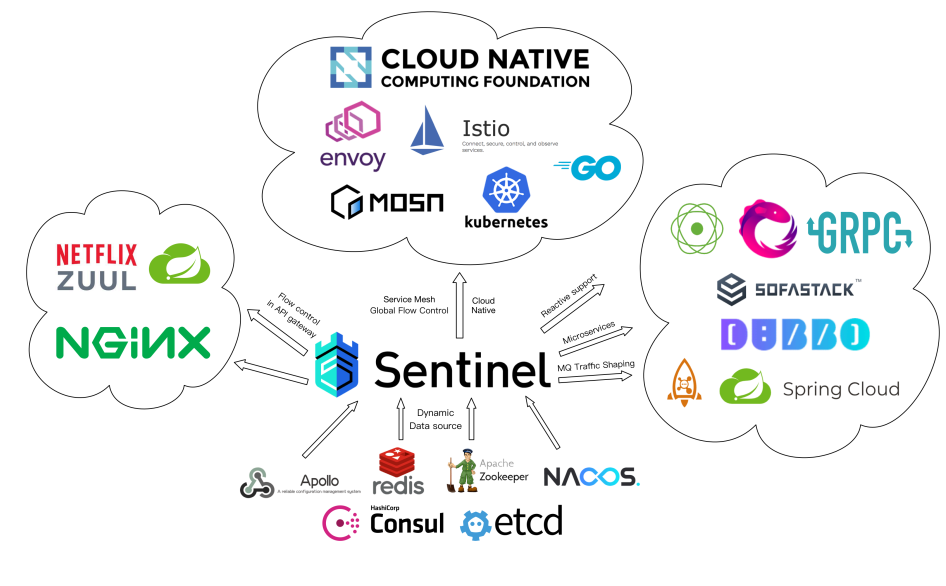 CLOUD NATIVE
COMPUTING FOUNDATION
envoy
Istio
Connect, secure, control, and observe
services.
GO
MOSN
kubernetes
NETFLIX
ZUUL
NGiNX
GRPC
SOFASTACK™
DUBBO
Spring Cloud
Flow control
in API gateway
Service Mesh
Global Flow Control
Cloud
Native
Reactive support
Microservices
MQ Traffic Shaping
Sentinel
Dynamic
Data source
Apollo
A reliable configuration management system
redis
Apache
Zookeeper
NACOS.
HashiCorp
Consul
etcd